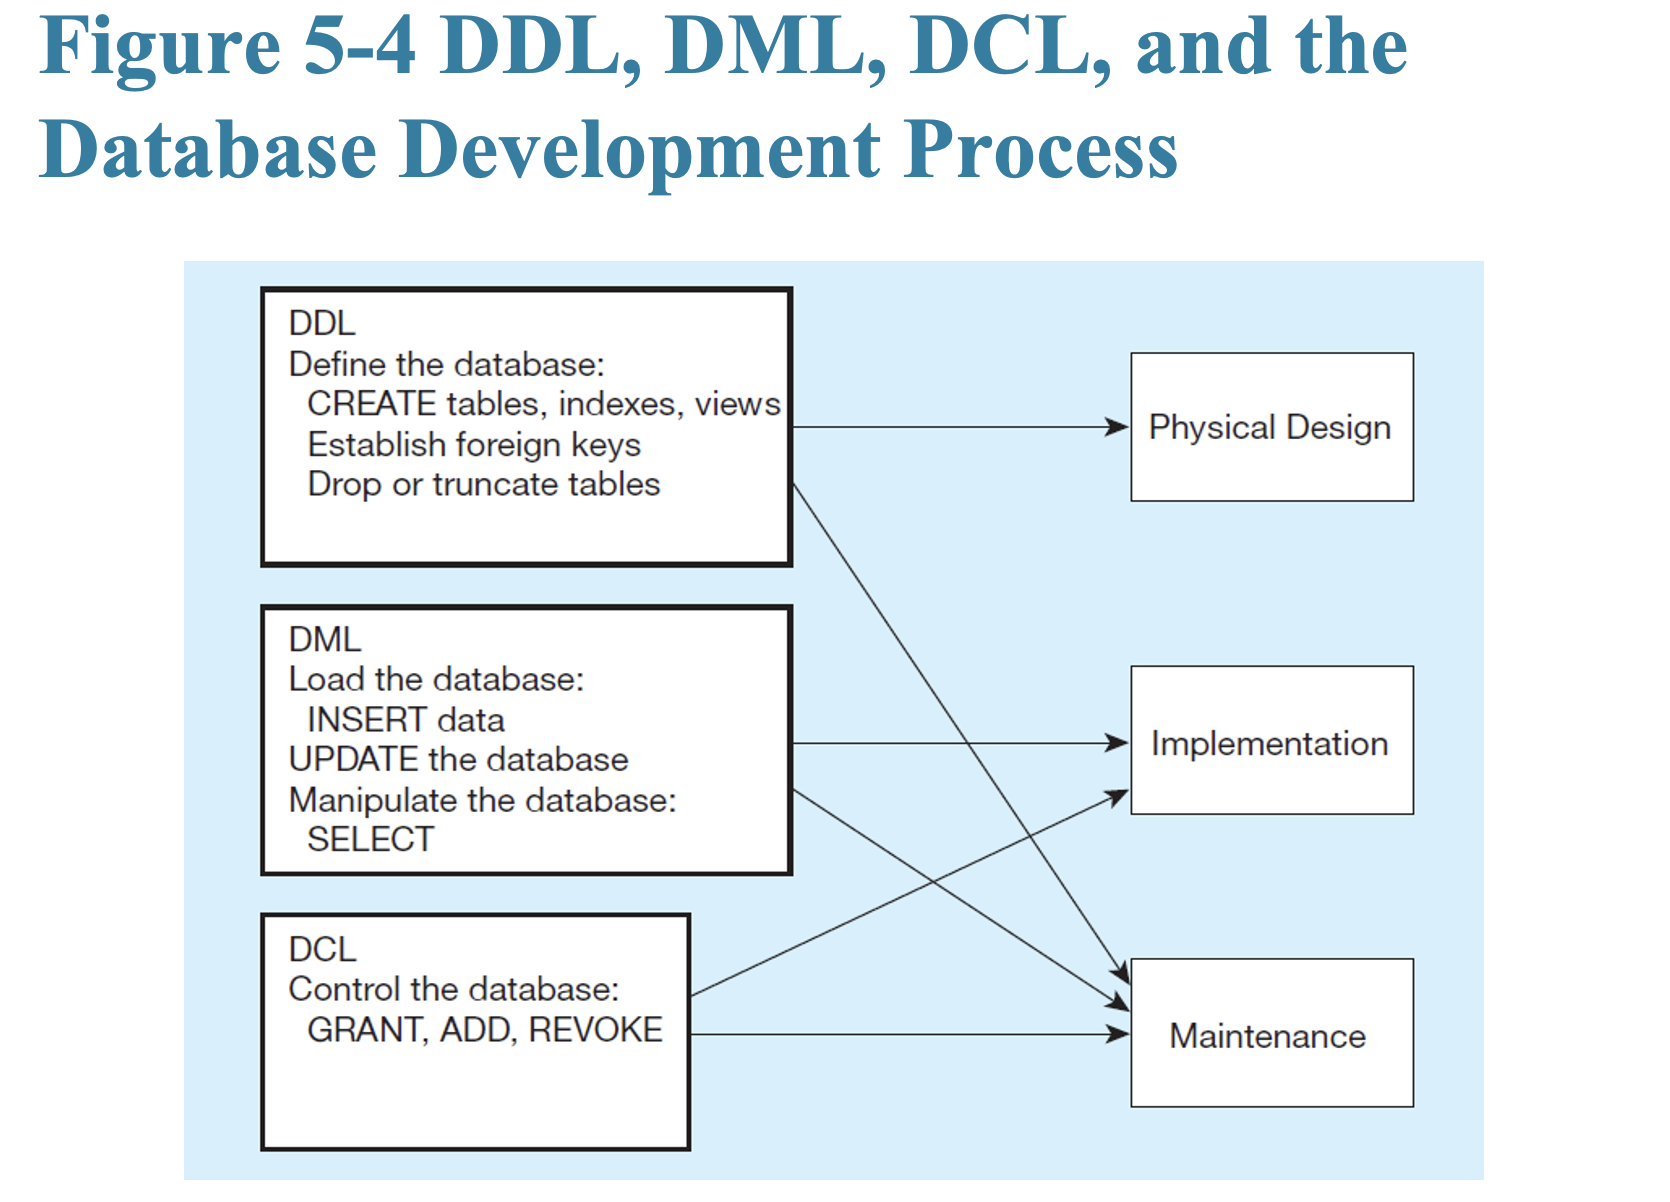 Figure 5-4 DDL, DML, DCL, and the
Database Development Process
DDL
Define the database:
CREATE tables, indexes, views
Establish foreign keys
Drop or truncate tables
Physical Design
DML
Load the database:
INSERT data
UPDATE the database
Manipulate the database:
SELECT
Implementation
DCL
Control the database:
GRANT, ADD, REVOKE
Maintenance